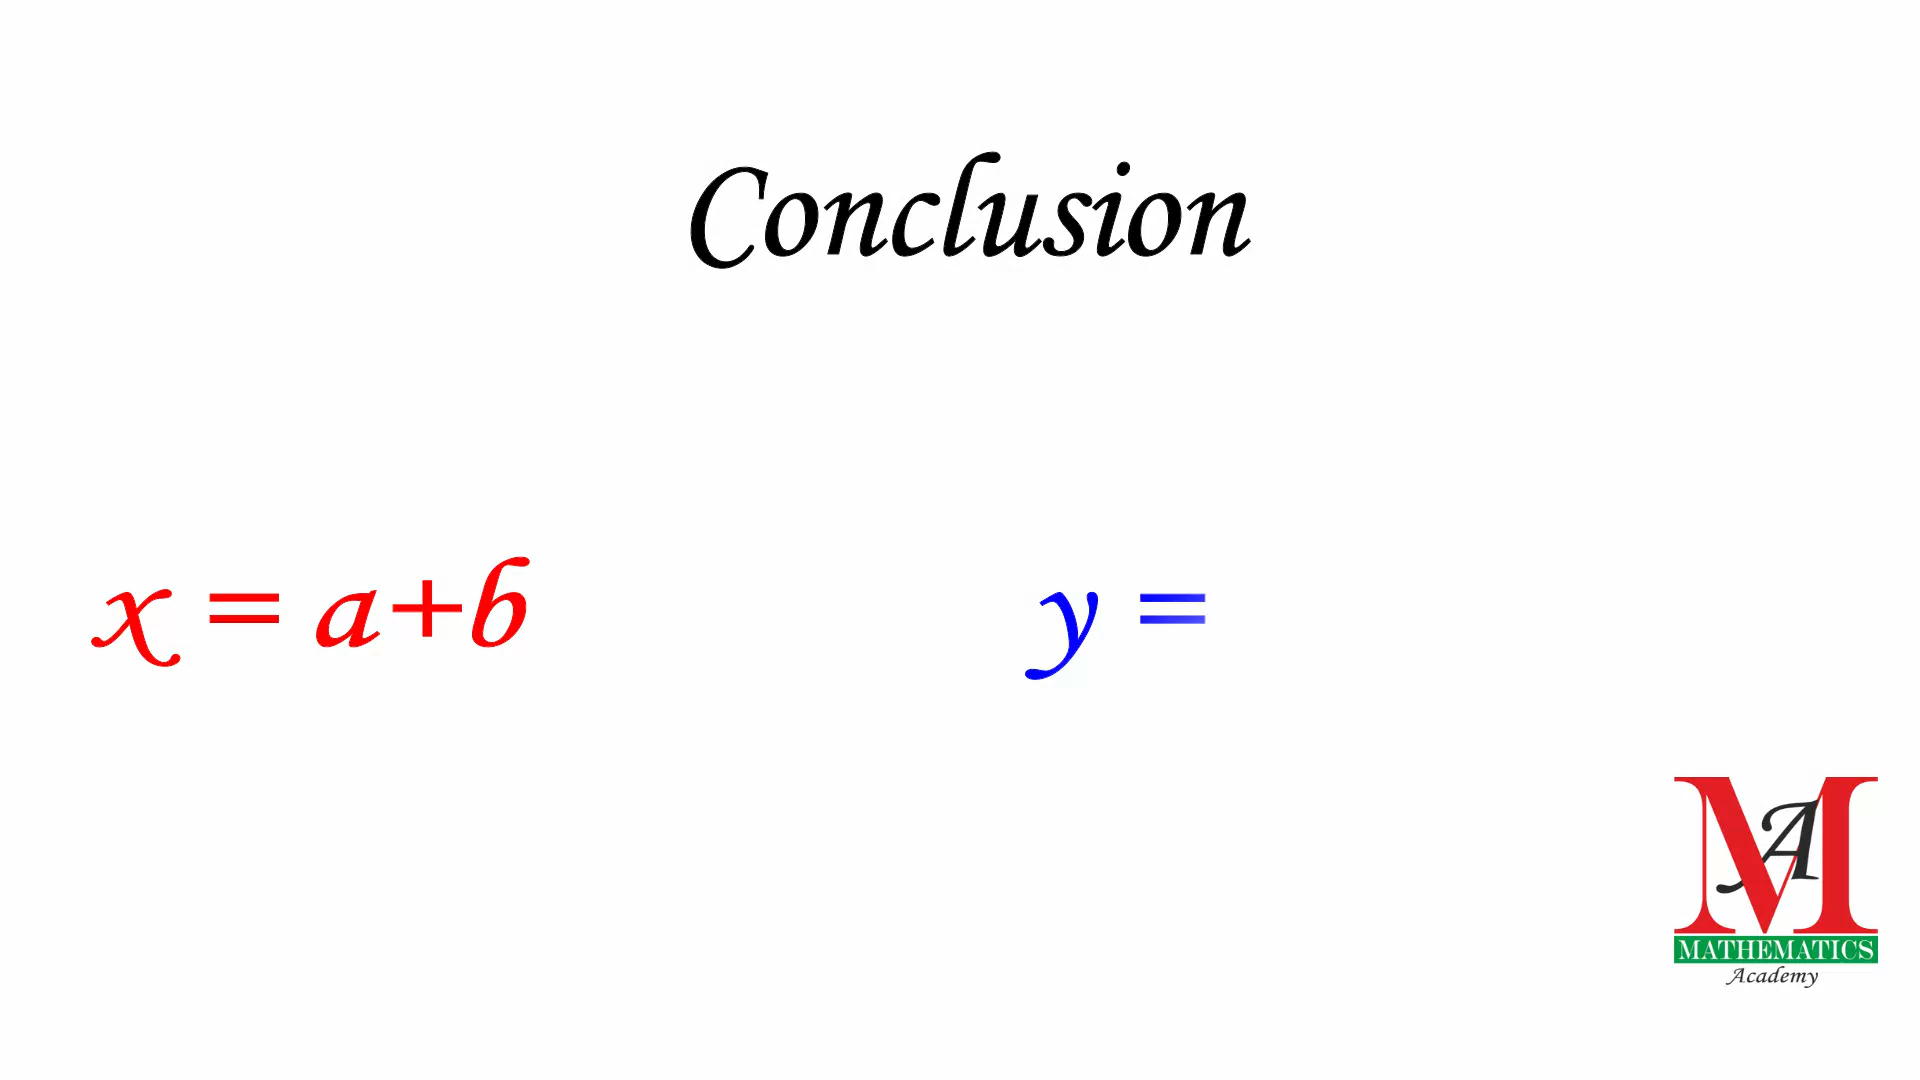 Conclusion
x = a+b
y =
MA
MATHEMATICS
Academy